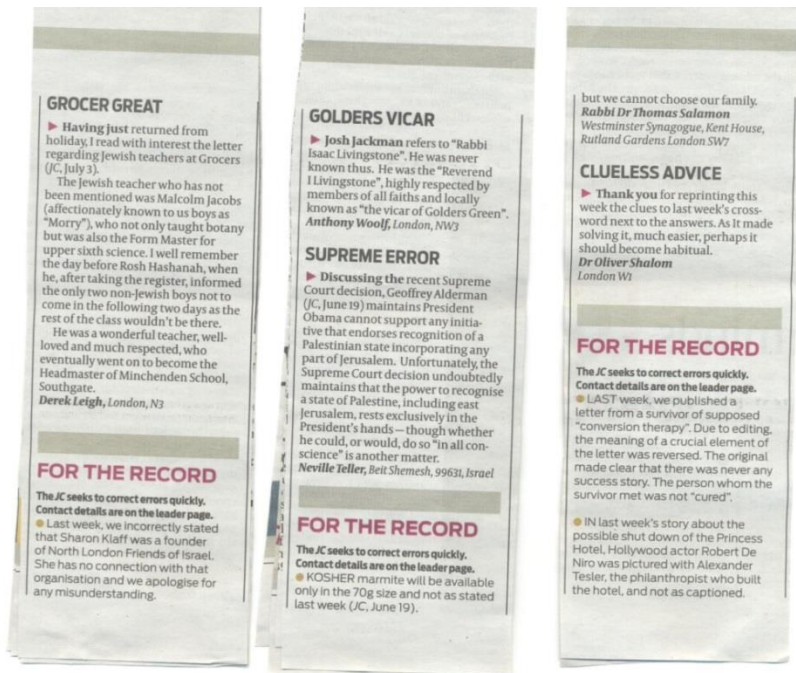 GROCER GREAT
► Having just returned from
holiday, I read with interest the letter
regarding Jewish teachers at Grocers
(JC, July 3).
The Jewish teacher who has not
been mentioned was Malcolm Jacobs
(affectionately known to us boys as
"Morry"), who not only taught botany
but was also the Form Master for
upper sixth science. I well remember
the day before Rosh Hashanah, when
he, after taking the register, informed
the only two non-Jewish boys not to
come in the following two days as the
rest of the class wouldn't be there.
He was a wonderful teacher, well-
loved and much respected, who
eventually went on to become the
Headmaster of Minchenden School,
Southgate.
Derek Leigh, London, N3
FOR THE RECORD
The JC seeks to correct errors quickly.
Contact details are on the leader page.
● Last week, we incorrectly stated
that Sharon Klaff was a founder
of North London Friends of Israel.
She has no connection with that
organisation and we apologise for
any misunderstanding.
GOLDERS VICAR
► Josh Jackman refers to "Rabbi
Isaac Livingstone". He was never
known thus. He was the "Reverend
I Livingstone", highly respected by
members of all faiths and locally
known as "the vicar of Golders Green".
Anthony Woolf, London, NW3
SUPREME ERROR
► Discussing the recent Supreme
Court decision, Geoffrey Alderman
(JC, June 19) maintains President
Obama cannot support any initia-
tive that endorses recognition of a
Palestinian state incorporating any
part of Jerusalem. Unfortunately, the
Supreme Court decision undoubtedly
maintains that the power to recognise
a state of Palestine, including east
Jerusalem, rests exclusively in the
President's hands — though whether
he could, or would, do so "in all con-
science" is another matter.
Neville Teller, Beit Shemesh, 99631, Israel
FOR THE RECORD
The JC seeks to correct errors quickly.
Contact details are on the leader page.
● KOSHER marmite will be available
only in the 70g size and not as stated
last week (JC, June 19).
but we cannot choose our family.
Rabbi Dr Thomas Salamon
Westminster Synagogue, Kent House,
Rutland Gardens London SW7
CLUELESS ADVICE
► Thank you for reprinting this
week the clues to last week's cross-
word next to the answers. As It made
solving it, much easier, perhaps it
should become habitual.
Dr Oliver Shalom
London W1
FOR THE RECORD
The JC seeks to correct errors quickly.
Contact details are on the leader page.
● LAST week, we published a
letter from a survivor of supposed
"conversion therapy". Due to editing,
the meaning of a crucial element of
the letter was reversed. The original
made clear that there was never any
success story. The person whom the
survivor met was not "cured".
● IN last week's story about the
possible shut down of the Princess
Hotel, Hollywood actor Robert De
Niro was pictured with Alexander
Tesler, the philanthropist who built
the hotel, and not as captioned.